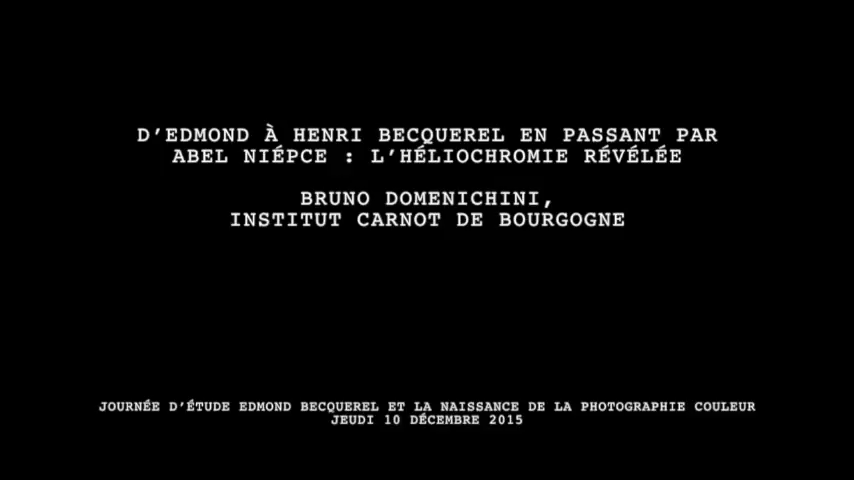 D'EDMOND À HENRI BECQUEREL EN PASSANT PAR
ABEL NIÉPCE : L'HÉLIOCHROMIE RÉVÉLÉE
BRUNO DOMENICHINI,
INSTITUT CARNOT DE BOURGOGNE
JOURNÉE D'ÉTUDE EDMOND BECQUEREL ET LA NAISSANCE DE LA PHOTOGRAPHIE COULEUR
JEUDI 10 DÉCEMBRE 2015